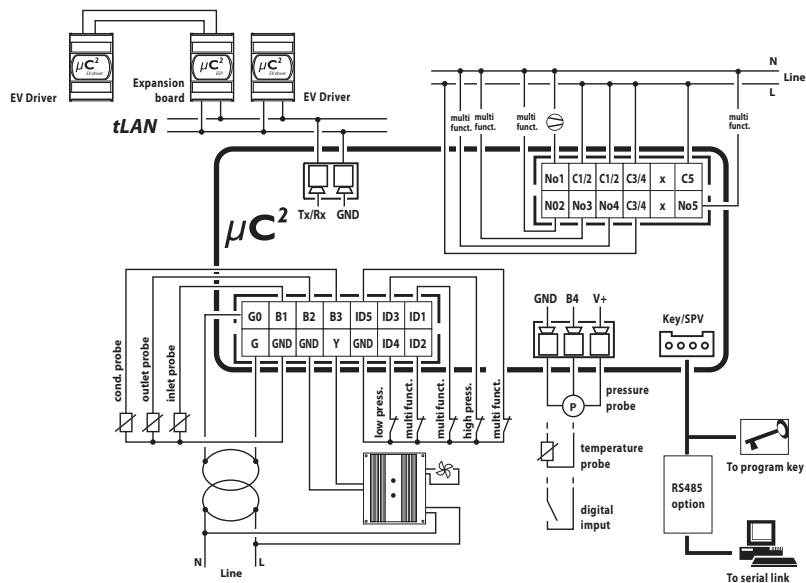 µC²
EV driver
µC²
EXP
µC²
EV driver
EV Driver
Expansion
board
EV Driver
tLAN
N
Line
L
multi
funct.
multi
funct.
multi
funct.
multi
funct.
Tx/Rx GND
µC²
No1 C1/2 C1/2 C3/4 x C5
N02 No3 No4 C3/4 x No5
G0 B1 B2 B3 ID5 ID3 ID1
G GND GND Y GND ID4 ID2
GND B4 V+
Key/SPV
cond. probe
outlet probe
inlet probe
low press.
multi funct.
multi funct.
high press.
multi funct.
P
pressure
probe
temperature
probe
digital
imput
To program key
RS485
option
N L
Line
To serial link